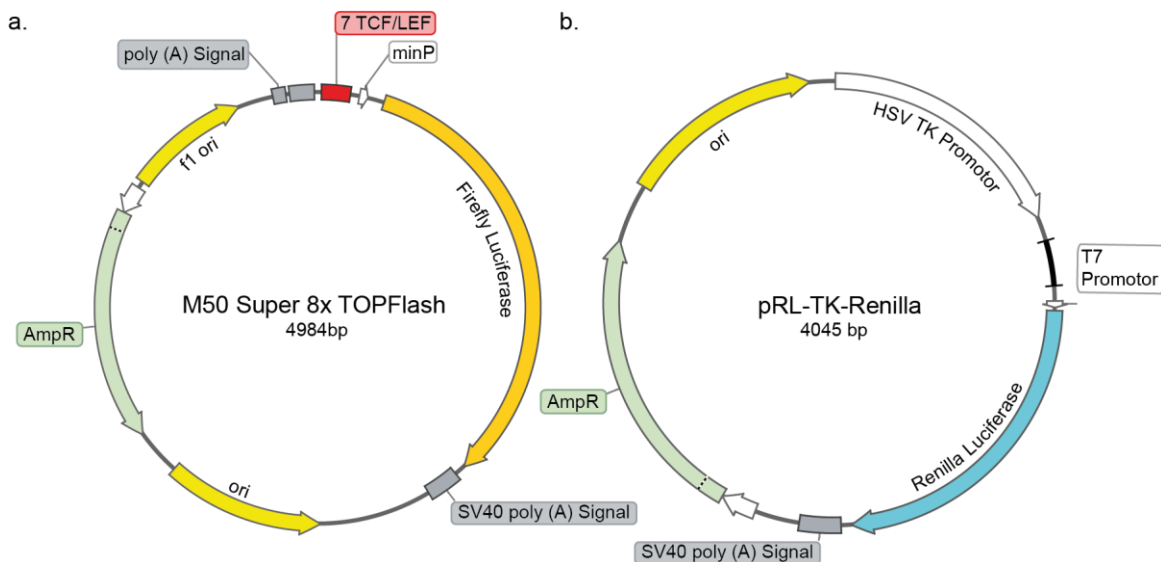 a.
7 TCF/LEF
poly (A) Signal
minP
f1 ori
Firefly Luciferase
M50 Super 8x TOPFlash
4984bp
AmpR
ori
SV40 poly (A) Signal
b.
HSV TK Promotor
ori
T7
Promotor
pRL-TK-Renilla
4045 bp
AmpR
Renilla Luciferase
SV40 poly (A) Signal